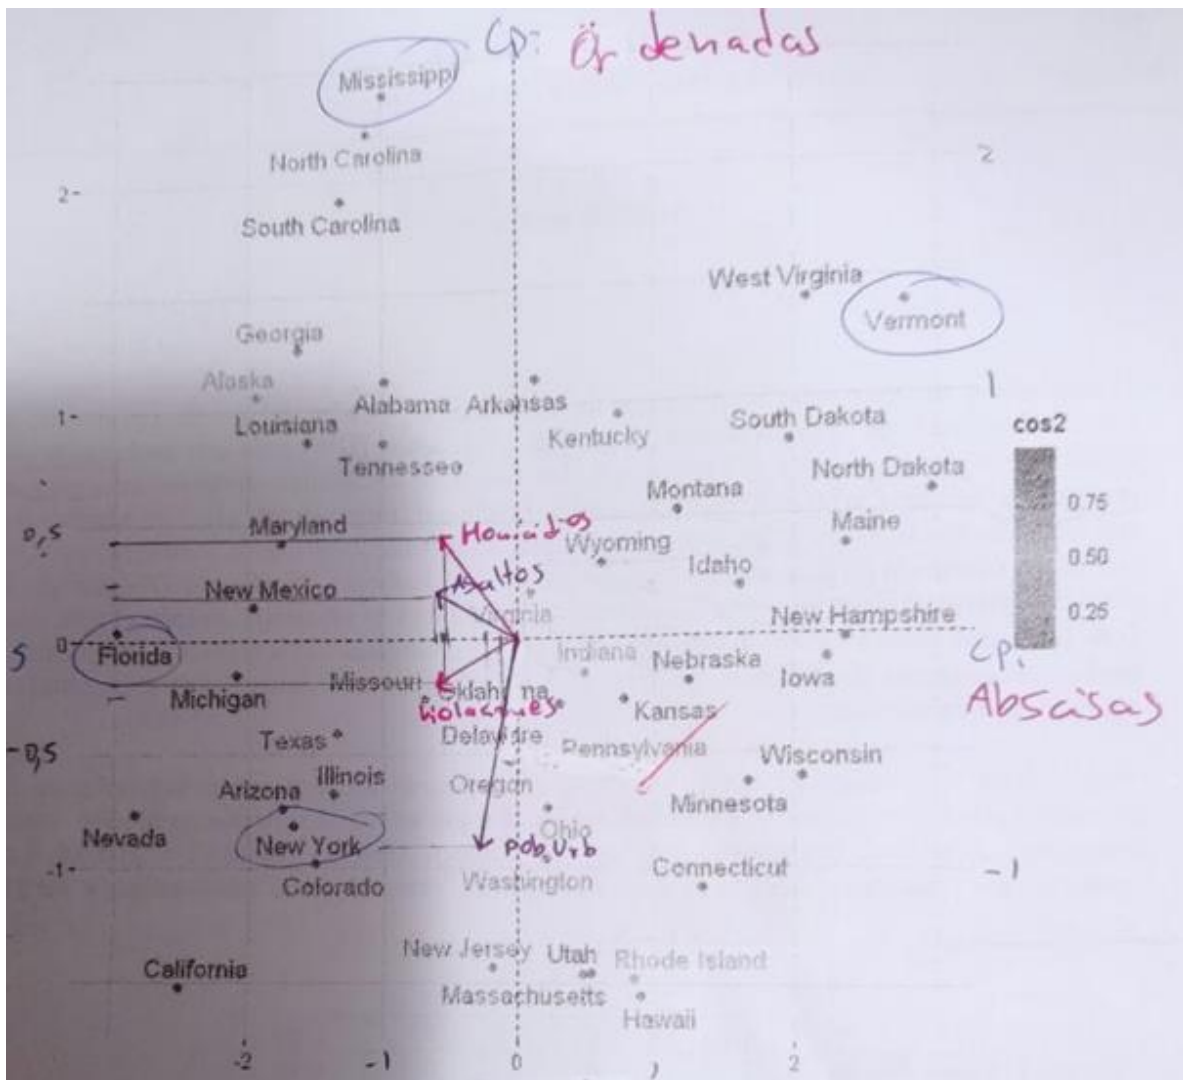 Cp: Ordenadas
Mississippi
North Carolina
2
2-
South Carolina
West Virginia
Vermont
Georgia
Alaska
1
Alabama Arkansas
1-
Louisiana
Kentucky
South Dakota
cos2
Tennessee
North Dakota
Montana
0.75
0,5
Maryland
Homicidios
Wyoming
Maine
0.50
Asaltos
Idaho
New Mexico
Virginia
New Hampshire
0.25
S
0
Florida
Indiana
Nebraska
Iowa
Cp1
Michigan
Missouri
Oklahoma
Kansas
Abscisas
Violaciones
Texas
Delaware
Pennsylvania
-0,5
Wisconsin
Illinois
Arizona
Oregon
Minnesota
Nevada
New York
Ohio
Pob. Urb
-1-
Colorado
Washington
Connecticut
-1
California
New Jersey
Utah
Rhode Island
Massachusetts
Hawaii
-2
-1
0
1
2